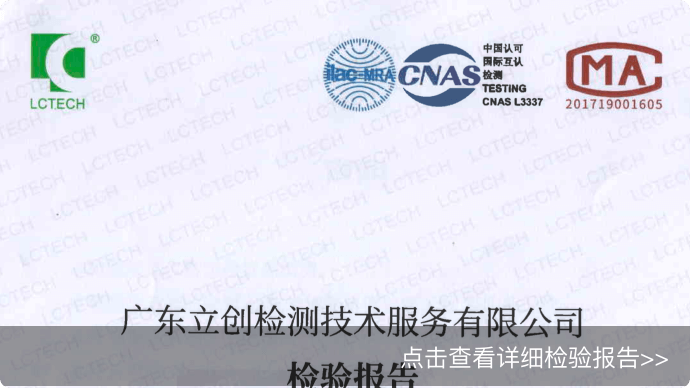 LCTECH
®
ilac-MRA
CNAS
中国认可
国际互认
检测
TESTING
CNAS L3337
MA
201719001605
广东立创检测技术服务有限公司
点击查看详细检验报告>>
检验报告